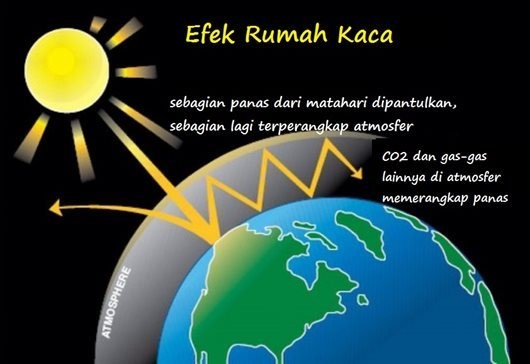 Efek Rumah Kaca
sebagian panas dari matahari dipantulkan,
sebagian lagi terperangkap atmosfer
CO2 dan gas-gas
lainnya di atmosfer
memerangkap panas
ATMOSPHERE